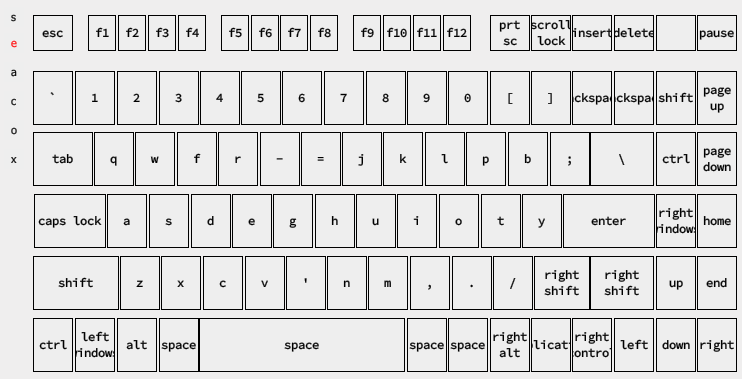 s
e
a
c
o
x
esc f1 f2 f3 f4 f5 f6 f7 f8 f9 f10 f11 f12 prt sc scroll lock insert delete pause
` 1 2 3 4 5 6 7 8 9 0 [ ] ckspac ckspac shift page up
tab q w f r - = j k l p b ; \ ctrl page down
caps lock a s d e g h u i o t y enter right indows home
shift z x c v ' n m , . / right shift right shift up end
ctrl left indows alt space space space space right alt plicati right control left down right